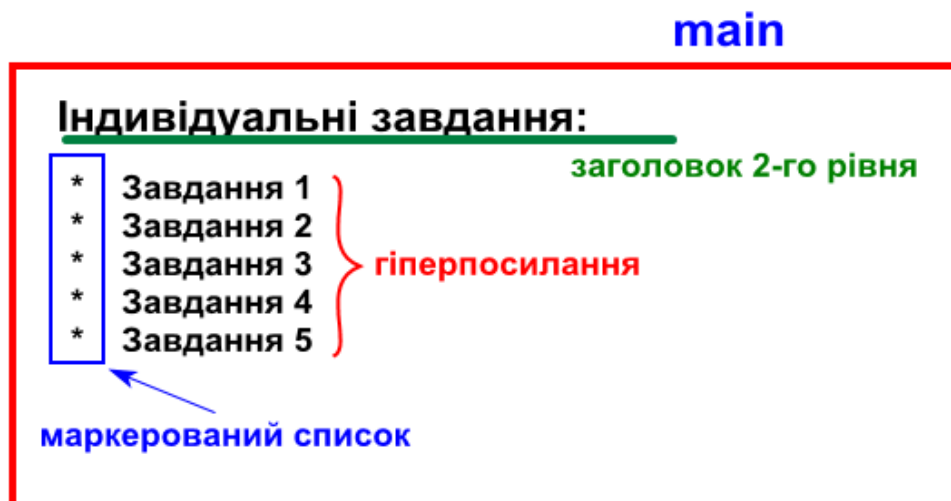 main
Індивідуальні завдання:
заголовок 2-го рівня
* Завдання 1
* Завдання 2
* Завдання 3
* Завдання 4
* Завдання 5
гіперпосилання
маркерований список